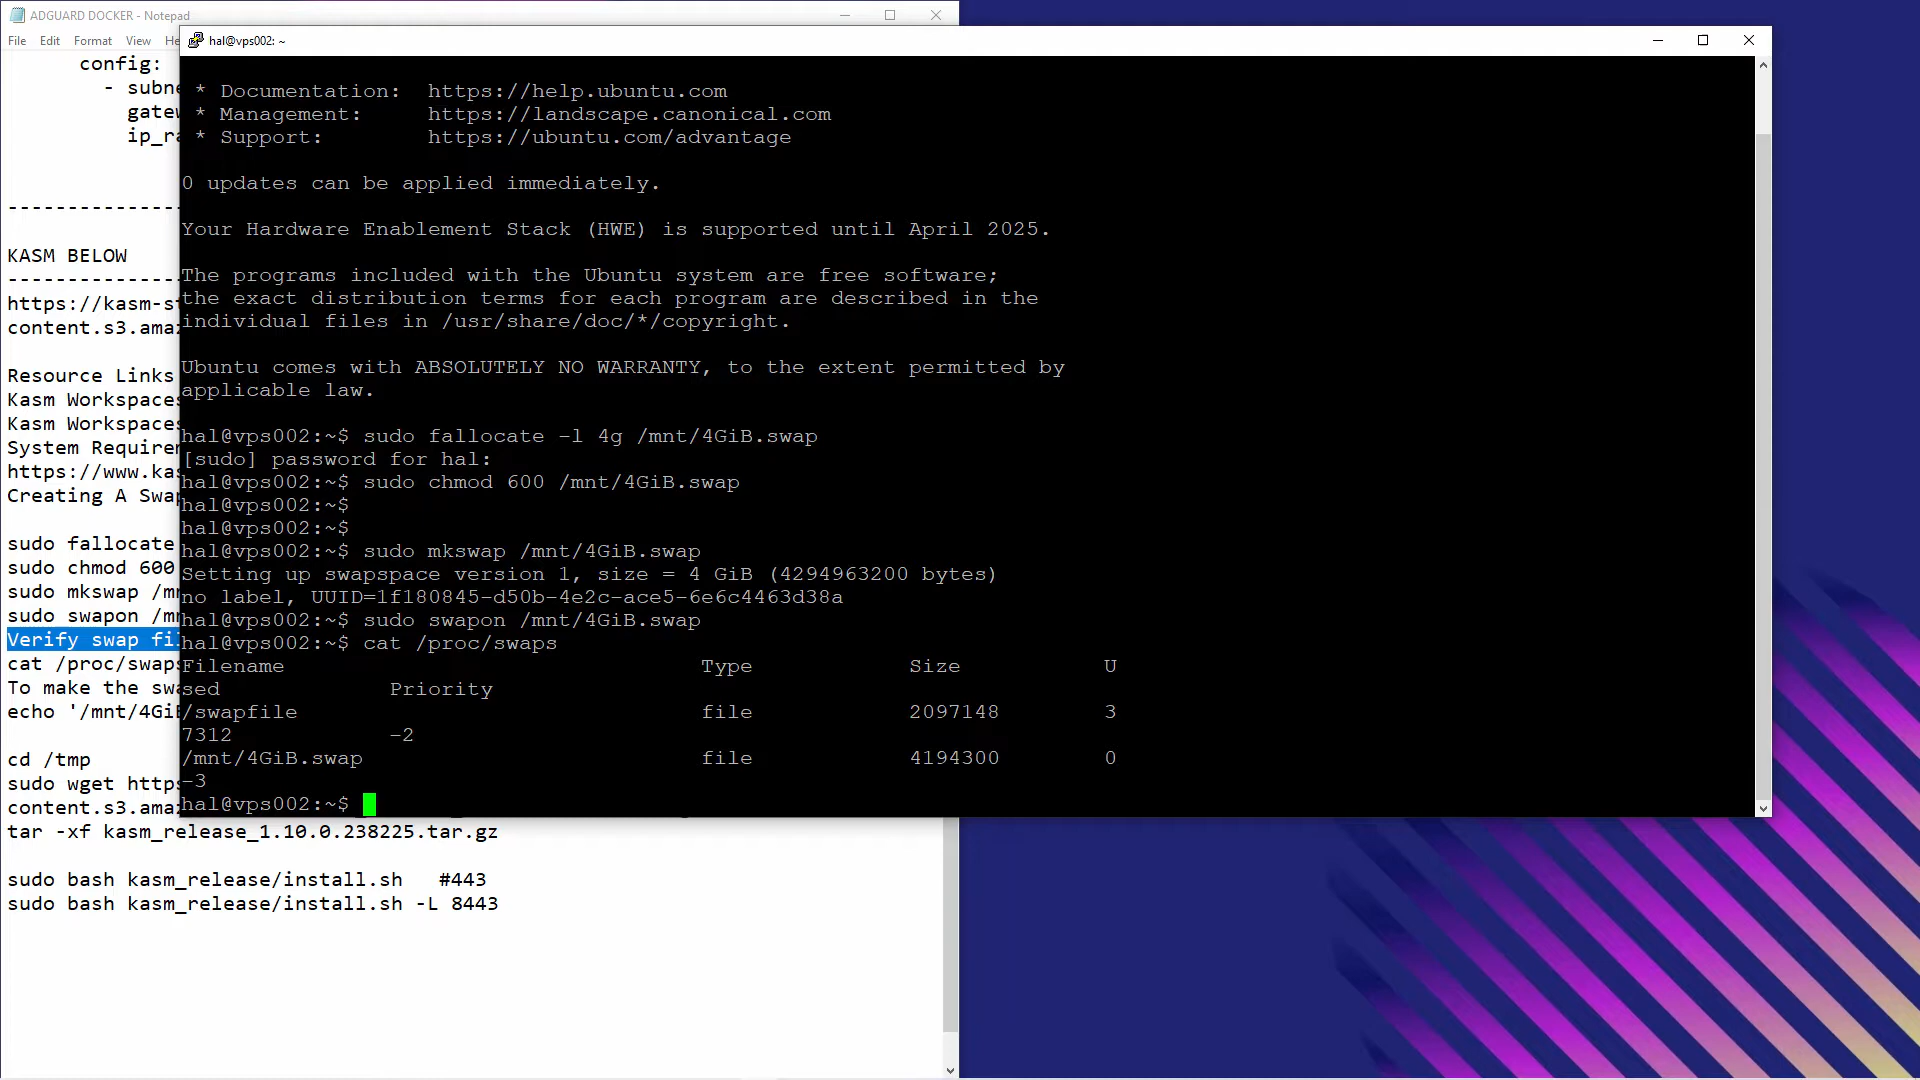 ADGUARD DOCKER - Notepad
File Edit Format View He
config:
- subne
gatew
ip_ra
---------------
KASM BELOW
---------------
https://kasm-st
content.s3.amaz
Resource Links
Kasm Workspaces
Kasm Workspaces
System Requirem
https://www.kas
Creating A Swap
sudo fallocate
sudo chmod 600
sudo mkswap /mn
sudo swapon /mn
Verify swap fil
cat /proc/swaps
To make the swa
echo '/mnt/4GiB
cd /tmp
sudo wget https
content.s3.amaz
tar -xf kasm_release_1.10.0.238225.tar.gz
sudo bash kasm_release/install.sh #443
sudo bash kasm_release/install.sh -L 8443
hal@vps002: ~
* Documentation: https://help.ubuntu.com
* Management: https://landscape.canonical.com
* Support: https://ubuntu.com/advantage
0 updates can be applied immediately.
Your Hardware Enablement Stack (HWE) is supported until April 2025.
The programs included with the Ubuntu system are free software;
the exact distribution terms for each program are described in the
individual files in /usr/share/doc/*/copyright.
Ubuntu comes with ABSOLUTELY NO WARRANTY, to the extent permitted by
applicable law.
hal@vps002:~$ sudo fallocate -l 4g /mnt/4GiB.swap
[sudo] password for hal:
hal@vps002:~$ sudo chmod 600 /mnt/4GiB.swap
hal@vps002:~$
hal@vps002:~$
hal@vps002:~$ sudo mkswap /mnt/4GiB.swap
Setting up swapspace version 1, size = 4 GiB (4294963200 bytes)
no label, UUID=1f180845-d50b-4e2c-ace5-6e6c4463d38a
hal@vps002:~$ sudo swapon /mnt/4GiB.swap
hal@vps002:~$ cat /proc/swaps
Filename Type Size U
sed Priority
/swapfile file 2097148 3
7312 -2
/mnt/4GiB.swap file 4194300 0
-3
hal@vps002:~$